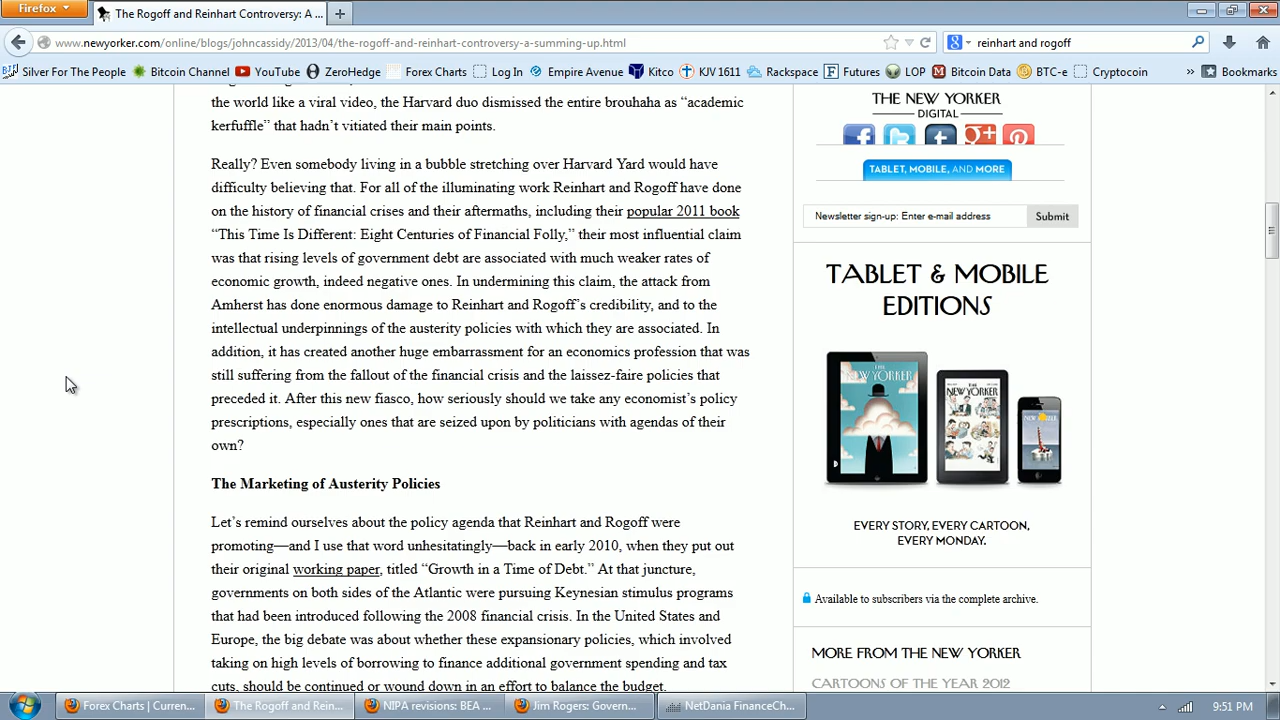 Firefox
The Rogoff and Reinhart Controversy: A ...
www.newyorker.com/online/blogs/johncassidy/2013/04/the-rogoff-and-reinhart-controversy-a-summing-up.html
reinhart and rogoff
Silver For The People
Bitcoin Channel
YouTube
ZeroHedge
Forex Charts
Log In
Empire Avenue
Kitco
KJV 1611
Rackspace
Futures
LOP
Bitcoin Data
BTC-e
Cryptocoin
»
Bookmarks
the world like a viral video, the Harvard duo dismissed the entire brouhaha as “academic
kerfuffle” that hadn’t vitiated their main points.
Really? Even somebody living in a bubble stretching over Harvard Yard would have
difficulty believing that. For all of the illuminating work Reinhart and Rogoff have done
on the history of financial crises and their aftermaths, including their popular 2011 book
“This Time Is Different: Eight Centuries of Financial Folly,” their most influential claim
was that rising levels of government debt are associated with much weaker rates of
economic growth, indeed negative ones. In undermining this claim, the attack from
Amherst has done enormous damage to Reinhart and Rogoff’s credibility, and to the
intellectual underpinnings of the austerity policies with which they are associated. In
addition, it has created another huge embarrassment for an economics profession that was
still suffering from the fallout of the financial crisis and the laissez-faire policies that
preceded it. After this new fiasco, how seriously should we take any economist’s policy
prescriptions, especially ones that are seized upon by politicians with agendas of their
own?
The Marketing of Austerity Policies
Let’s remind ourselves about the policy agenda that Reinhart and Rogoff were
promoting—and I use that word unhesitatingly—back in early 2010, when they put out
their original working paper, titled “Growth in a Time of Debt.” At that juncture,
governments on both sides of the Atlantic were pursuing Keynesian stimulus programs
that had been introduced following the 2008 financial crisis. In the United States and
Europe, the big debate was about whether these expansionary policies, which involved
taking on high levels of borrowing to finance additional government spending and tax
cuts, should be continued or wound down in an effort to balance the budget.
THE NEW YORKER
DIGITAL
TABLET, MOBILE, AND MORE
Newsletter sign-up: Enter e-mail address
Submit
TABLET & MOBILE
EDITIONS
NEW YORKER
EVERY STORY, EVERY CARTOON,
EVERY MONDAY.
Available to subscribers via the complete archive.
MORE FROM THE NEW YORKER
CARTOONS OF THE YEAR 2012
Forex Charts | Curren...
The Rogoff and Rein...
NIPA revisions: BEA ...
Jim Rogers: Govern...
NetDania FinanceCh...
9:51 PM